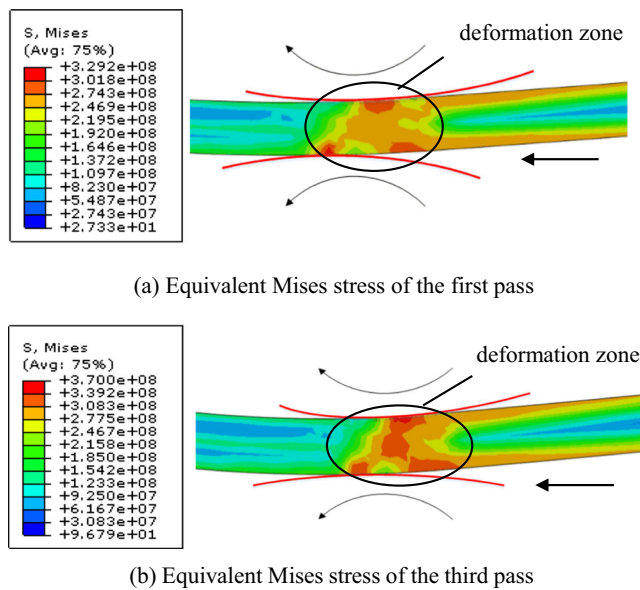 S, Mises
(Avg: 75%)
+3.292e+08
+3.018e+08
+2.743e+08
+2.469e+08
+2.195e+08
+1.920e+08
+1.646e+08
+1.372e+08
+1.097e+08
+8.230e+07
+5.487e+07
+2.743e+07
+2.733e+01
deformation zone
(a) Equivalent Mises stress of the first pass
S, Mises
(Avg: 75%)
+3.700e+08
+3.392e+08
+3.083e+08
+2.775e+08
+2.467e+08
+2.158e+08
+1.850e+08
+1.542e+08
+1.233e+08
+9.250e+07
+6.167e+07
+3.083e+07
+9.679e+01
deformation zone
(b) Equivalent Mises stress of the third pass